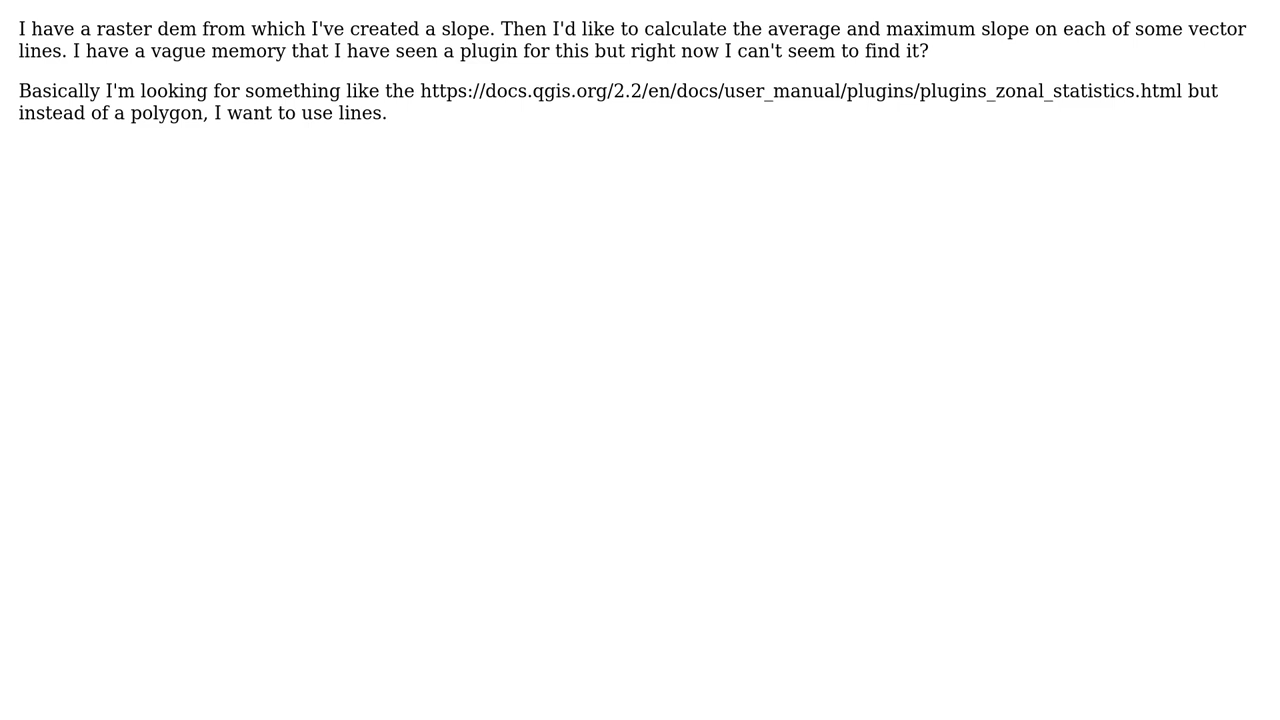 I have a raster dem from which I've created a slope. Then I'd like to calculate the average and maximum slope on each of some vector
lines. I have a vague memory that I have seen a plugin for this but right now I can't seem to find it?
Basically I'm looking for something like the https://docs.qgis.org/2.2/en/docs/user_manual/plugins/plugins_zonal_statistics.html but
instead of a polygon, I want to use lines.